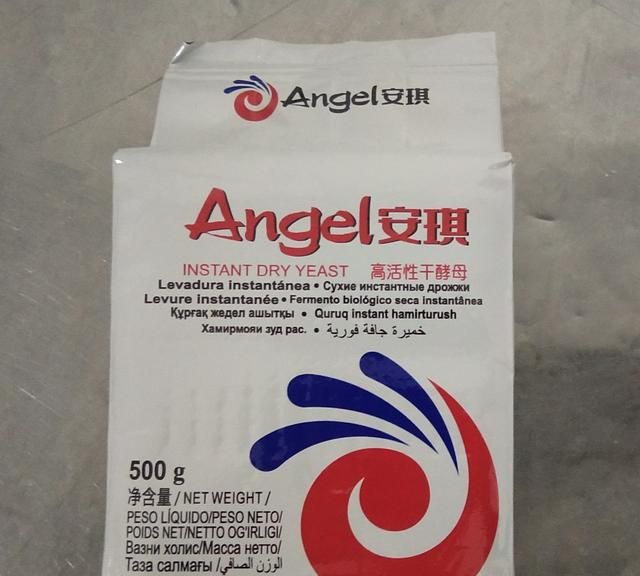 Angel安琪
Angel安琪
INSTANT DRY YEAST 高活性干酵母
Levadura instantánea • Сухие инстантные дрожжи
Levure instantanée • Fermento biológico seca instantânea
Құрғақ жедел ашытқы • Quruq instant hamirturush
Хамирмояи зуд рас. • خميرة جافة فورية
500 g
净含量 / NET WEIGHT /
PESO LÍQUIDO/PESO NETO/
POIDS NET/NETTO OG'IRLIGI/
Вазни холис/Масса нетто/
Таза салмағы /الوزن الصافي